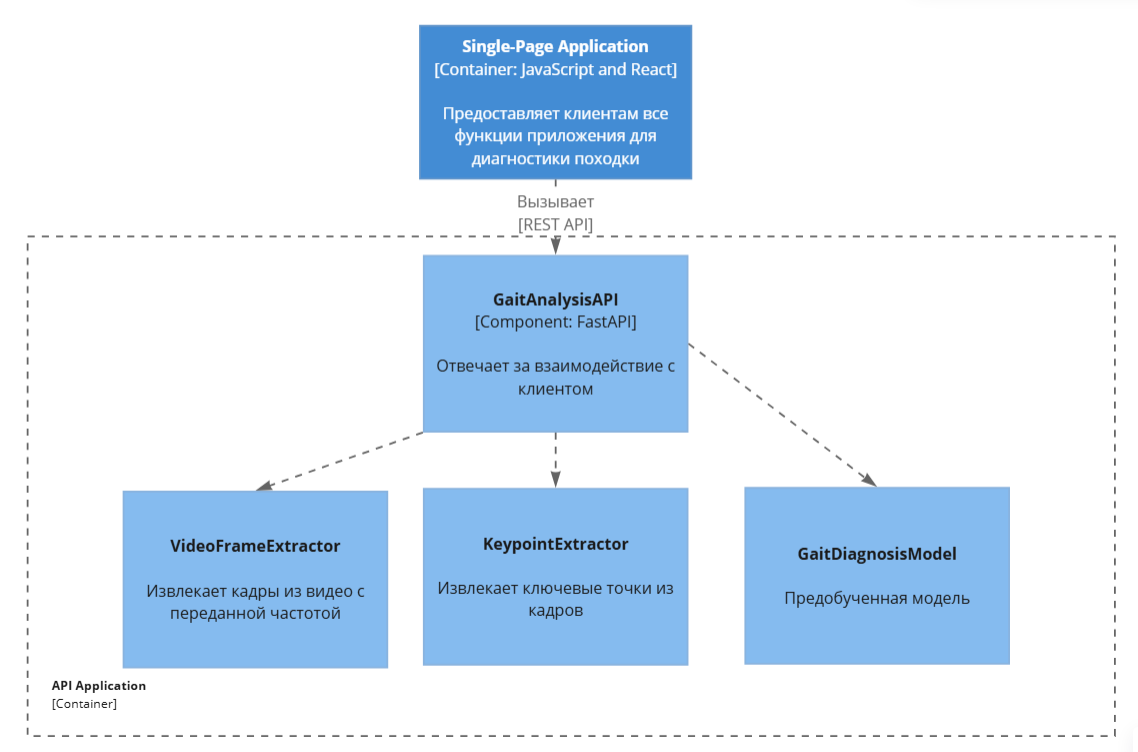 Single-Page Application
[Container: JavaScript and React]
Предоставляет клиентам все
функции приложения для
диагностики походки
Вызывает
[REST API]
GaitAnalysisAPI
[Component: FastAPI]
Отвечает за взаимодействие с
клиентом
VideoFrameExtractor
Извлекает кадры из видео с
переданной частотой
KeypointExtractor
Извлекает ключевые точки из
кадров
GaitDiagnosisModel
Предобученная модель
API Application
[Container]